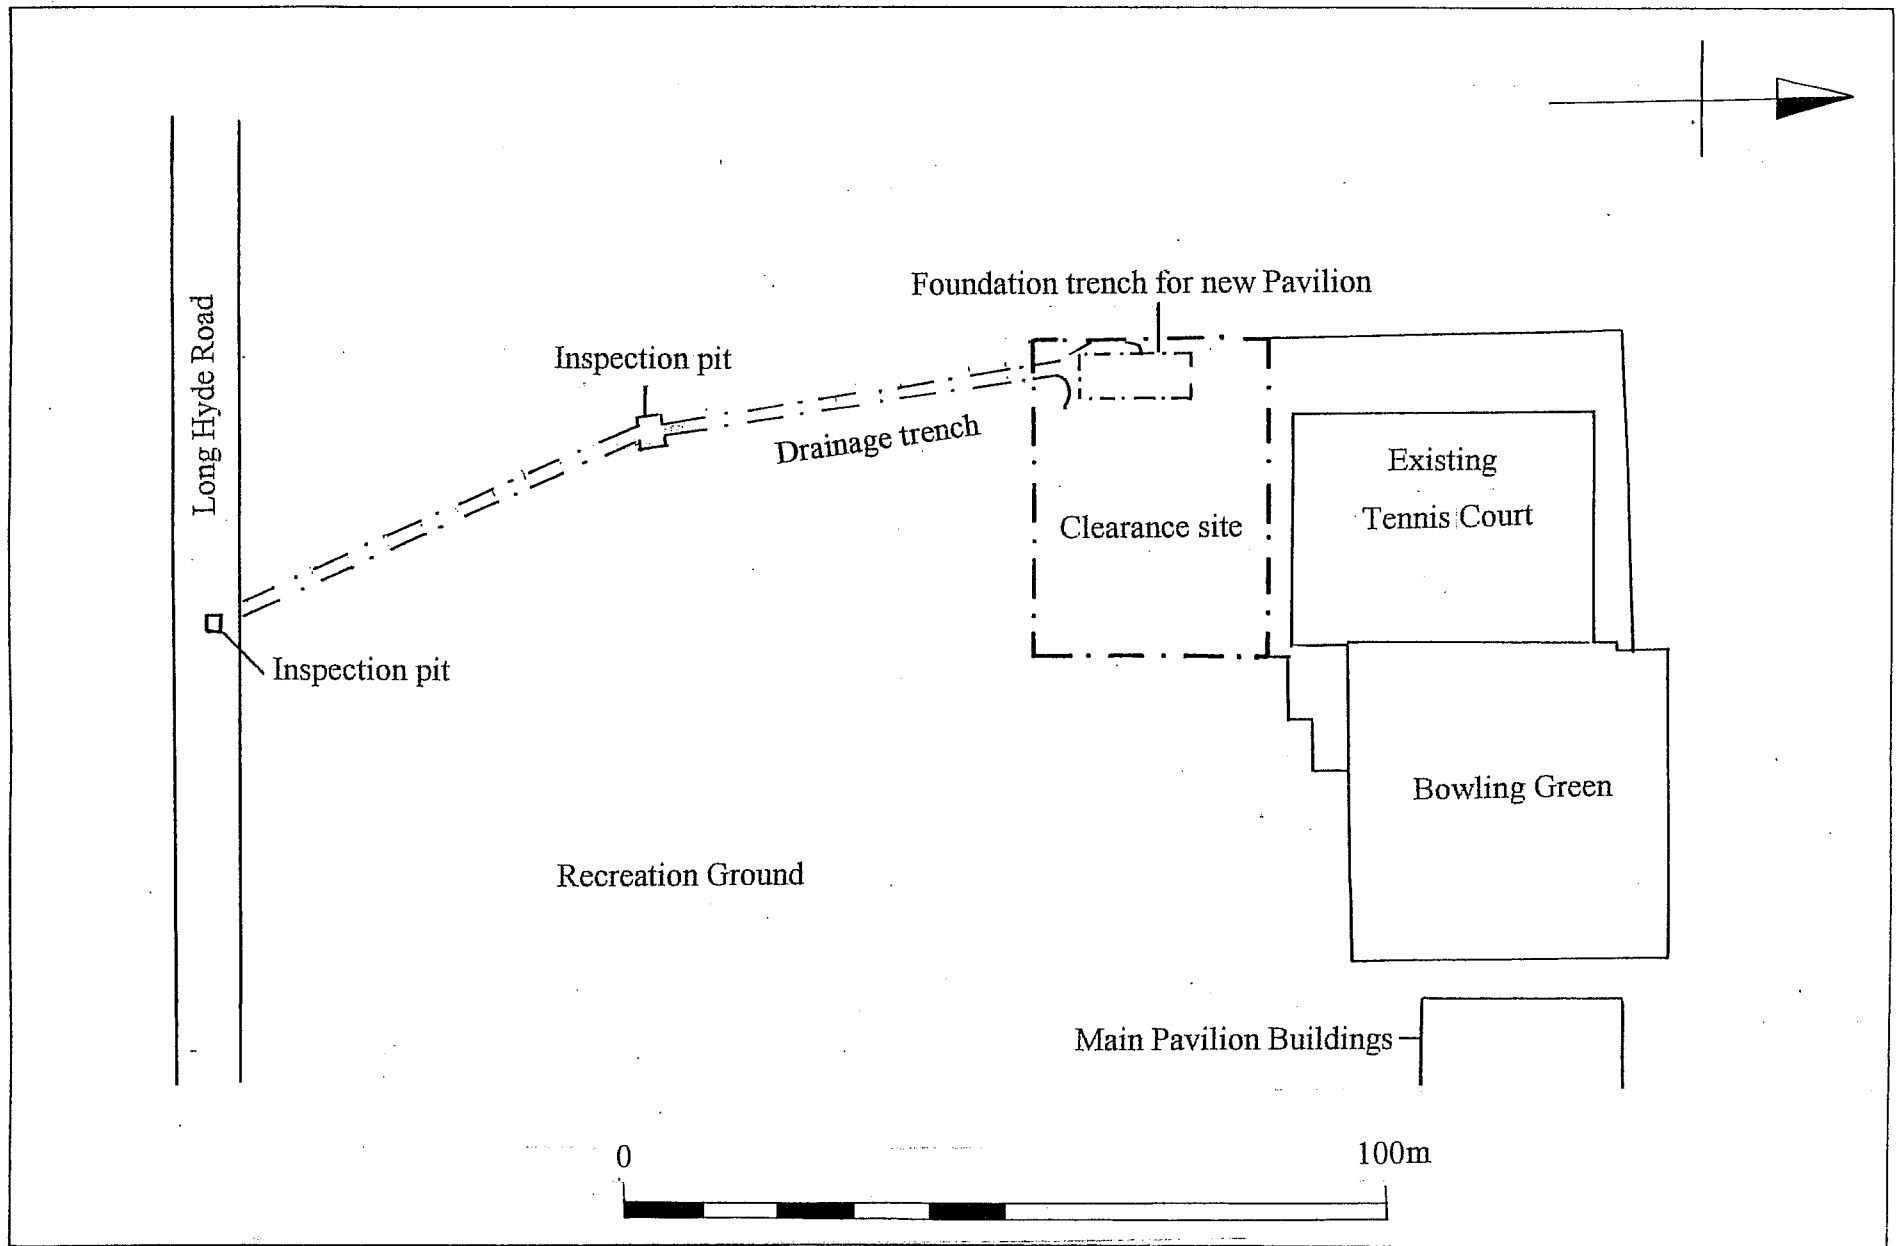 Foundation trench for new Pavilion
Long Hyde Road
Inspection pit
Drainage trench
Existing
Tennis Court
Clearance site
Inspection pit
Bowling Green
Recreation Ground
Main Pavilion Buildings
0
100m